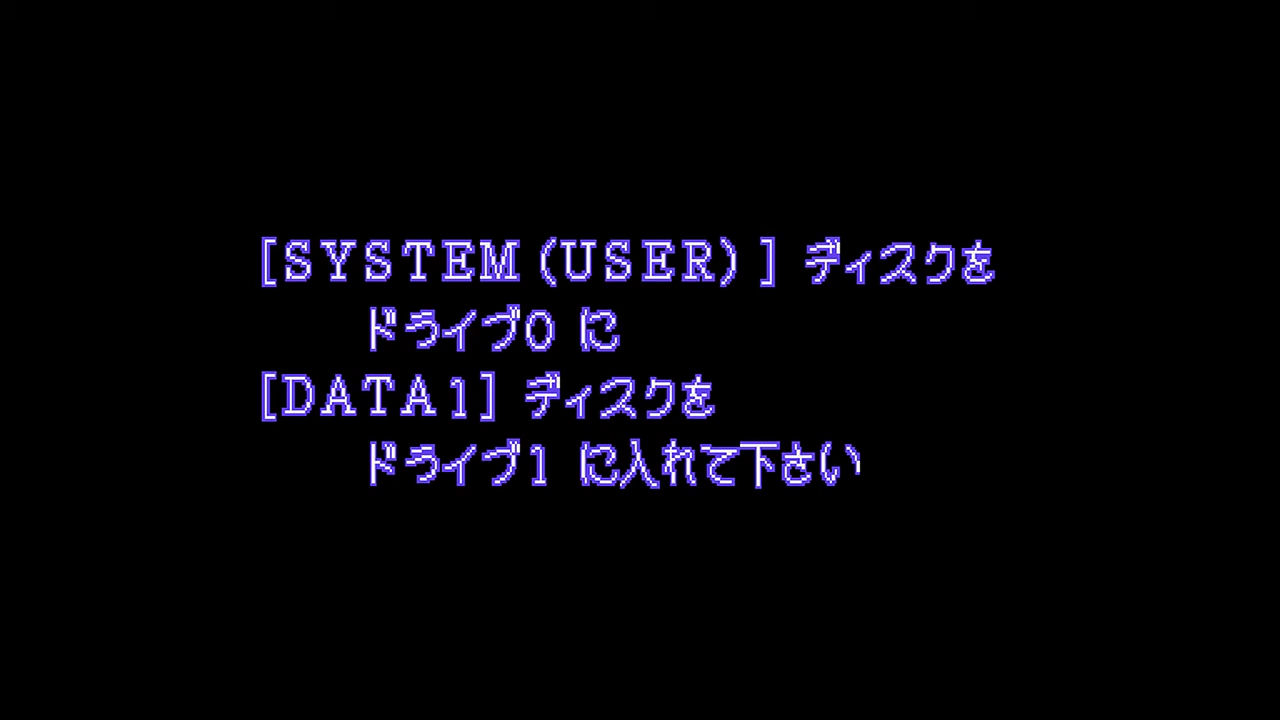 [SYSTEM(USER)] ディスクを
ドライブ0 に
[DATA1] ディスクを
ドライブ1 に入れて下さい